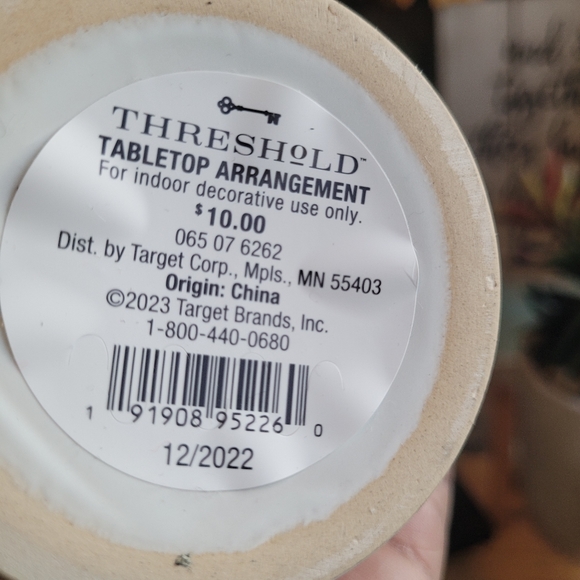 THRESHOLD™
TABLETOP ARRANGEMENT
For indoor decorative use only.
$10.00
065 07 6262
Dist. by Target Corp., Mpls., MN 55403
Origin: China
©2023 Target Brands, Inc.
1-800-440-0680
1 91908 95226 0
12/2022